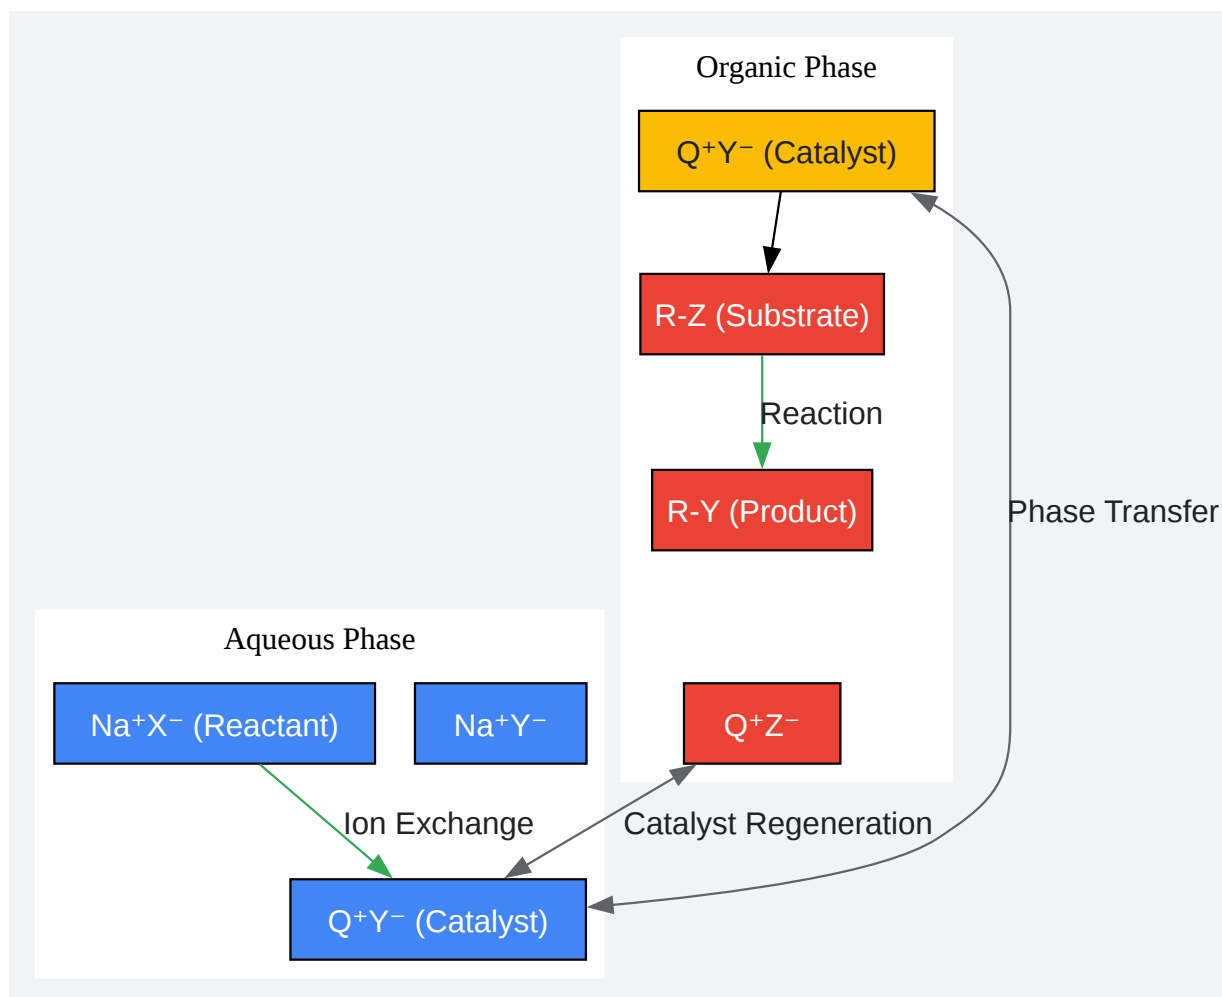 Organic Phase
Q⁺Y⁻ (Catalyst)
R-Z (Substrate)
Reaction
R-Y (Product)
Phase Transfer
Aqueous Phase
Na⁺X⁻ (Reactant)
Na⁺Y⁻
Q⁺Z⁻
Ion Exchange
Catalyst Regeneration
Q⁺Y⁻ (Catalyst)